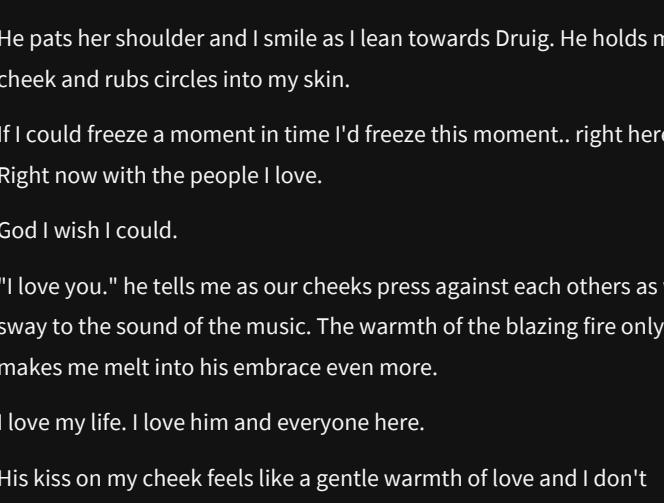 He pats her shoulder and I smile as I lean towards Druig. He holds
cheek and rubs circles into my skin.
If I could freeze a moment in time I'd freeze this moment.. right here
Right now with the people I love.
God I wish I could.
"I love you." he tells me as our cheeks press against each others as
sway to the sound of the music. The warmth of the blazing fire only
makes me melt into his embrace even more.
I love my life. I love him and everyone here.
His kiss on my cheek feels like a gentle warmth of love and I don't